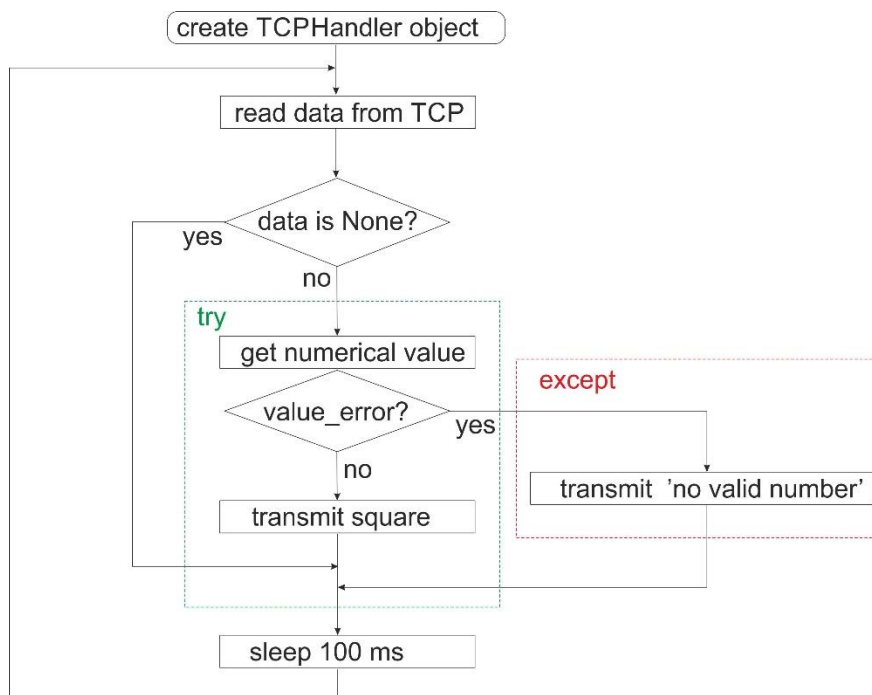 create TCPHandler object
read data from TCP
data is None?
yes
no
try
get numerical value
except
value_error?
yes
no
transmit 'no valid number'
transmit square
sleep 100 ms